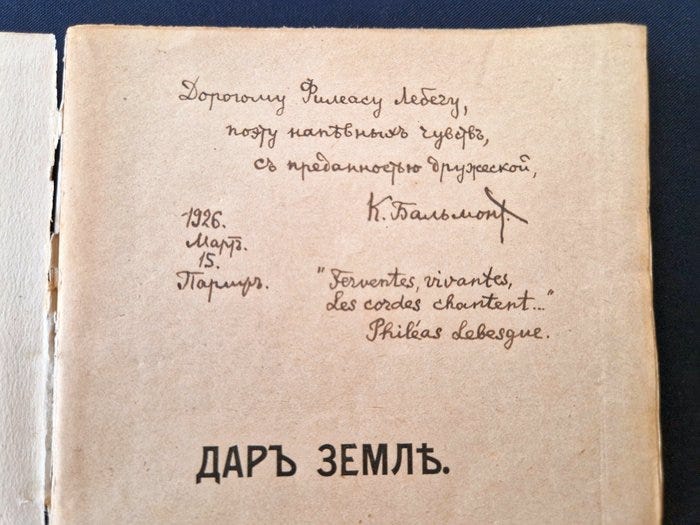 Дорогому Филеасу Лебегу,
поэту напѣвныхъ чувствъ,
съ преданностью дружеской,
К. Бальмонт
1926.
Мартъ.
15.
Парижъ.
"Ferventes, vivantes,
Les cordes chantent..."
Philéas Lebesgue.
ДАРЪ ЗЕМЛѢ.